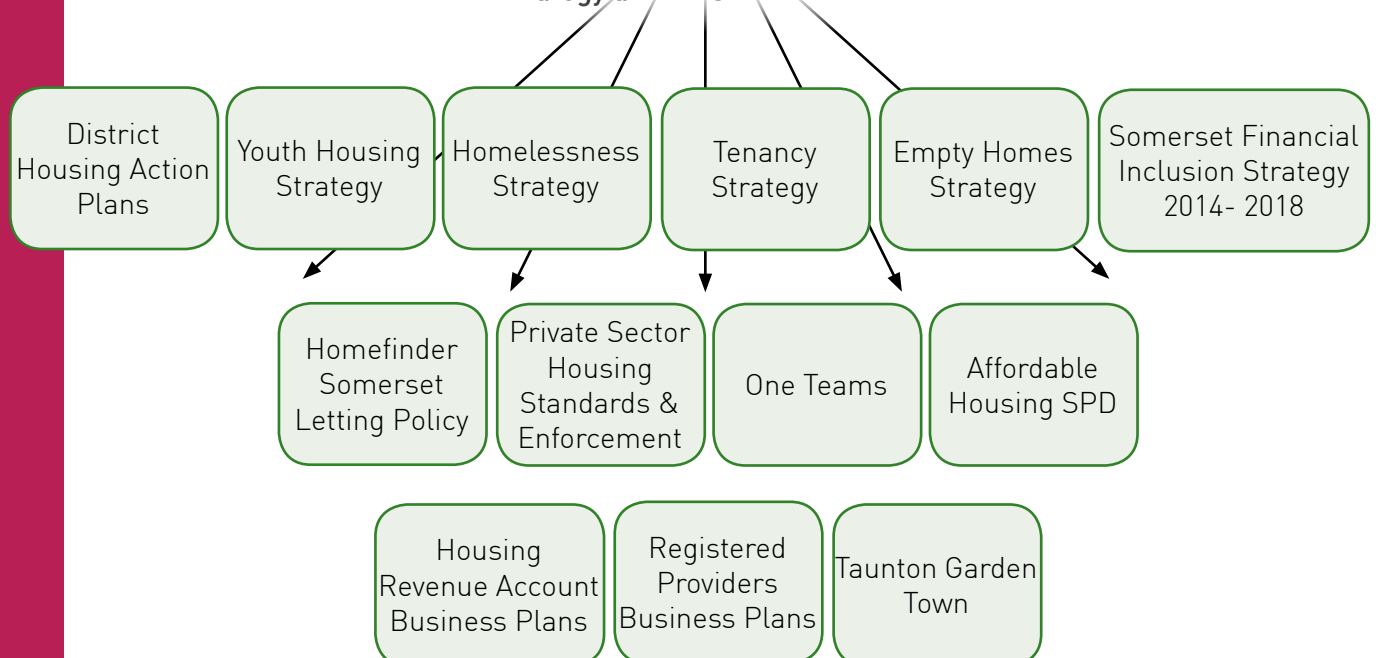 District
Housing Action
Plans
Youth Housing
Strategy
Homelessness
Strategy
Tenancy
Strategy
Empty Homes
Strategy
Somerset Financial
Inclusion Strategy
2014- 2018
Homefinder
Somerset
Letting Policy
Private Sector
Housing
Standards &
Enforcement
One Teams
Affordable
Housing SPD
Housing
Revenue Account
Business Plans
Registered
Providers
Business Plans
Taunton Garden
Town